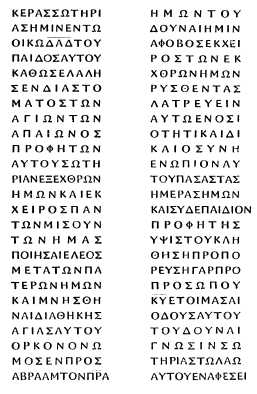 ΚΕΡΑΣΣΩΤΗΡΙ
ΑΣΗΜΙΝΕΝΤΩ
ΟΙΚΩΔΑΔΤΟΥ
ΠΑΙΔΟΣΑΥΤΟΥ
ΚΑΘΩΣΕΛΑΛΗ
ΣΕΝΔΙΑΣΤΟ
ΜΑΤΟΣΤΩΝ
ΑΓΙΩΝΤΩΝ
ΑΠΑΙΩΝΟΣ
ΠΡΟΦΗΤΩΝ
ΑΥΤΟΥΣΩΤΗ
ΡΙΑΝΕΞΕΧΘΡΩΝ
ΗΜΩΝΚΑΙΕΚ
ΧΕΙΡΟΣΠΑΝ
ΤΩΝΜΙΣΟΥΝ
ΤΩΝΗΜΑΣ
ΠΟΙΗΣΑΙΕΛΕΟΣ
ΜΕΤΑΤΩΝΠΑ
ΤΕΡΩΝΗΜΩΝ
ΚΑΙΜΝΗΣΘΗ
ΝΑΙΔΙΑΘΗΚΗΣ
ΑΓΙΑΣΑΥΤΟΥ
ΟΡΚΟΝΟΝΩ
ΜΟΣΕΝΠΡΟΣ
ΑΒΡΑΑΜΤΟΝΠΡΑ
ΗΜΩΝΤΟΥ
ΔΟΥΝΑΙΗΜΙΝ
ΑΦΟΒΟΣΕΚΧΕΙ
ΡΟΣΤΩΝΕΚ
ΧΘΡΩΝΗΜΩΝ
ΡΥΣΘΕΝΤΑΣ
ΛΑΤΡΕΥΕΙΝ
ΑΥΤΩΕΝΟΣΙ
ΟΤΗΤΙΚΑΙΔΙ
ΚΑΙΟΣΥΝΗ
ΕΝΩΠΙΟΝΑΥ
ΤΟΥΠΑΣΑΣΤΑΣ
ΗΜΕΡΑΣΗΜΩΝ
ΚΑΙΣΥΔΕΠΑΙΔΙΟΝ
ΠΡΟΦΗΤΗΣ
ΥΨΙΣΤΟΥΚΛΗ
ΘΗΣΗΠΡΟΠΟ
ΡΕΥΣΗΓΑΡΠΡΟ
ΠΡΟΣΩΠΟΥ
ΚΥΕΤΟΙΜΑΣΑΙ
ΟΔΟΥΣΑΥΤΟΥ
ΤΟΥΔΟΥΝΑΙ
ΓΝΩΣΙΝΣΩ
ΤΗΡΙΑΣΤΩΛΑΩ
ΑΥΤΟΥΕΝΑΦΕΣΕΙ